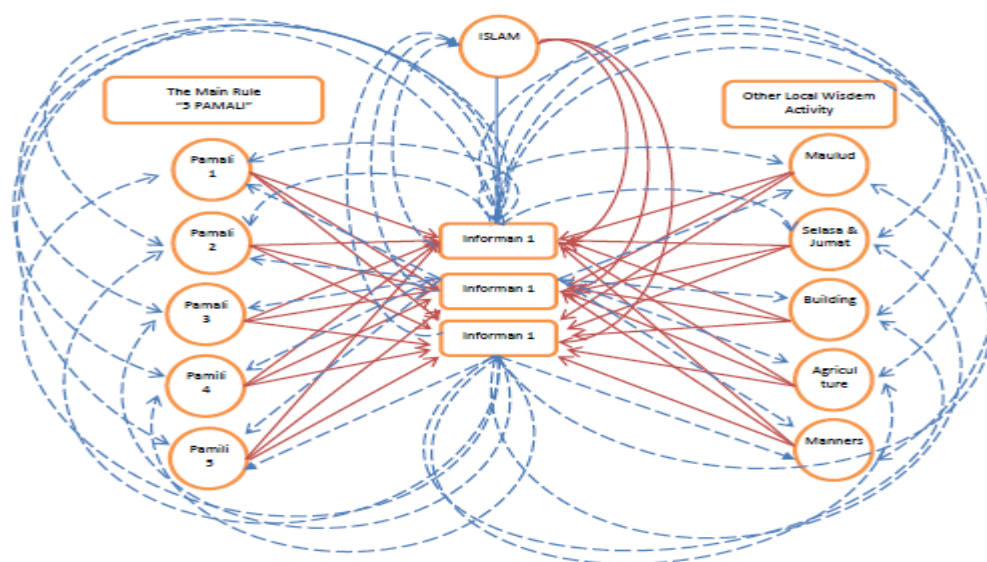 ISLAM
The Main Rule
"5 PAMALI"
Other Local Wisdem
Activity
Pamali
1
Pamali
2
Pamali
3
Pamili
4
Pamili
5
Informan 1
Informan 1
Informan 1
Maulud
Selasa &
Jumat
Building
Agricul
ture
Manners